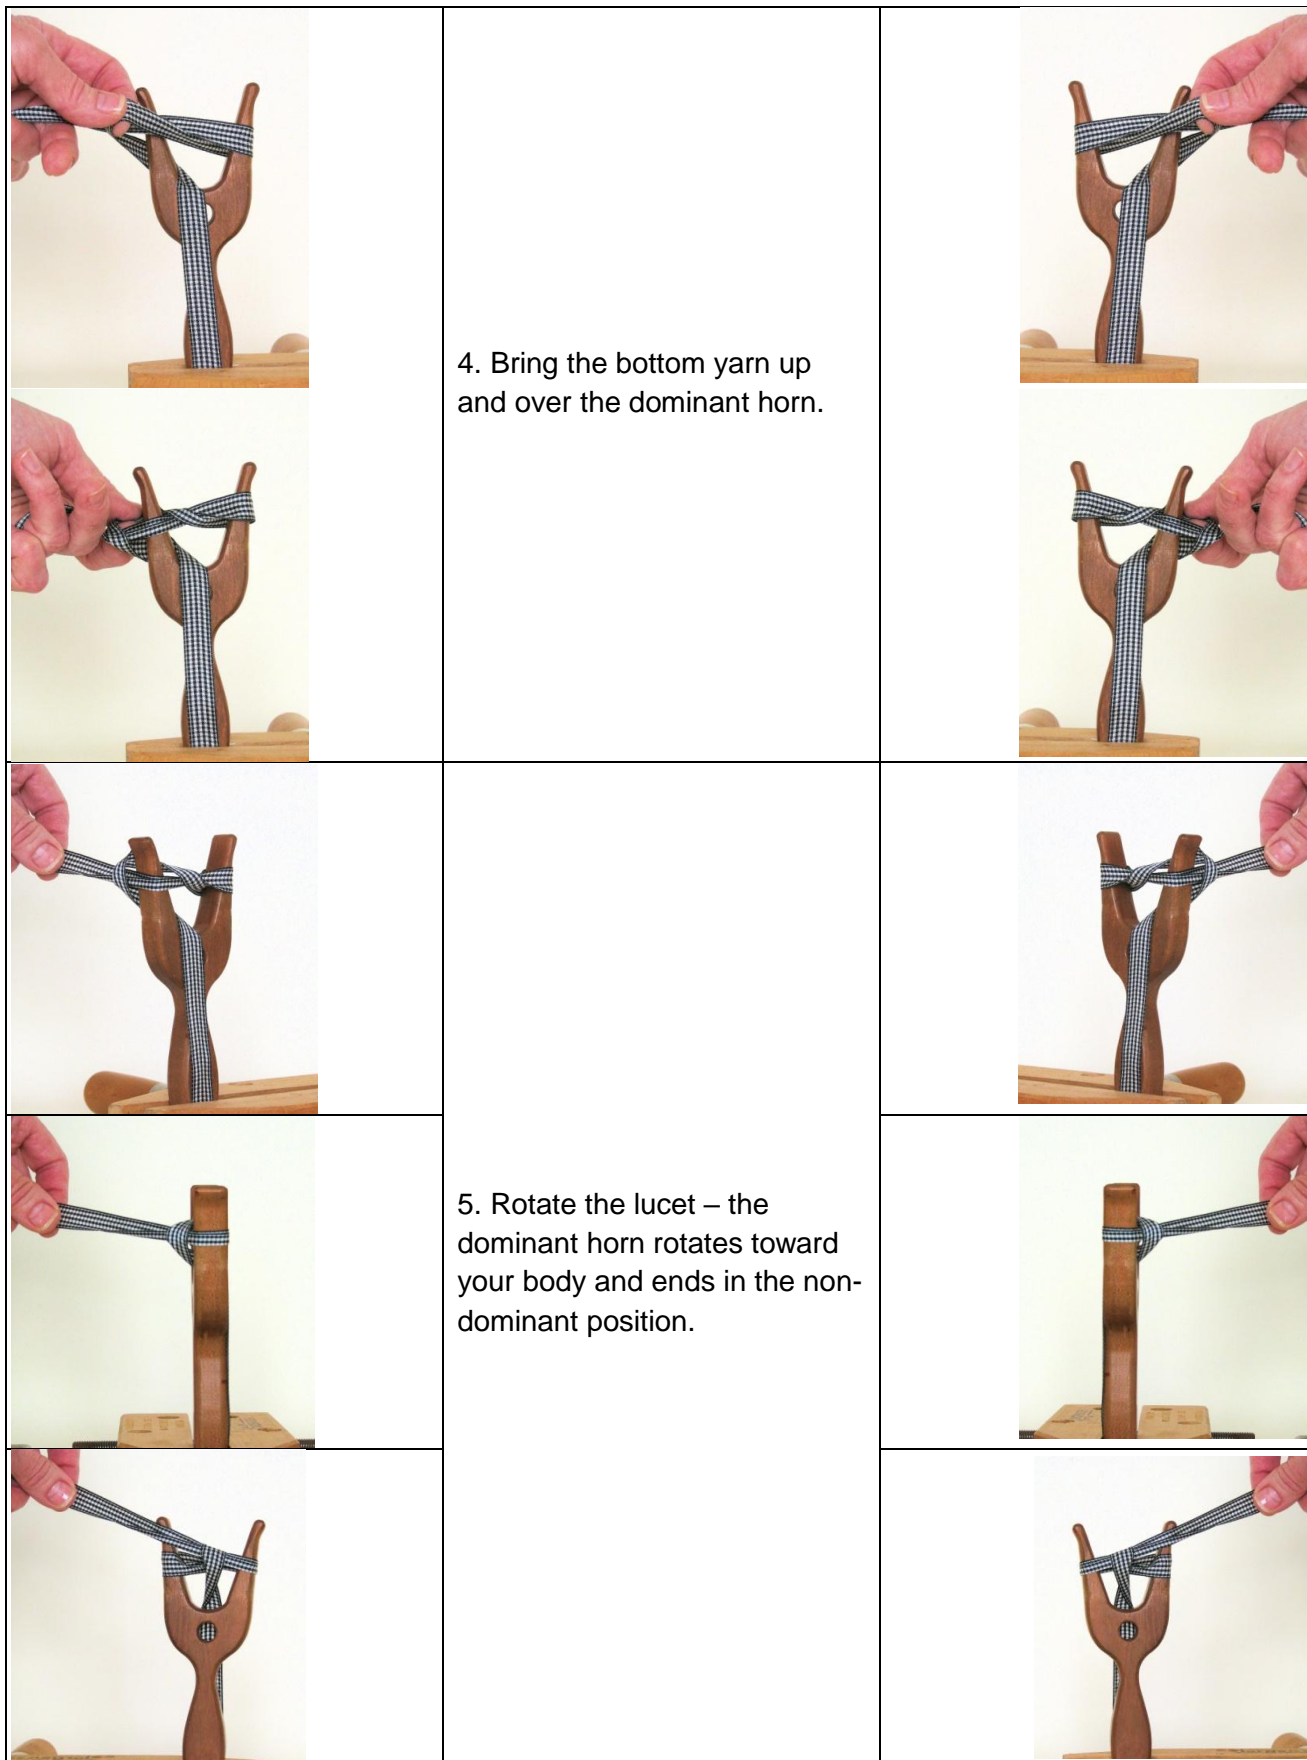 4. Bring the bottom yarn up
and over the dominant horn.
5. Rotate the lucet – the
dominant horn rotates toward
your body and ends in the non-
dominant position.